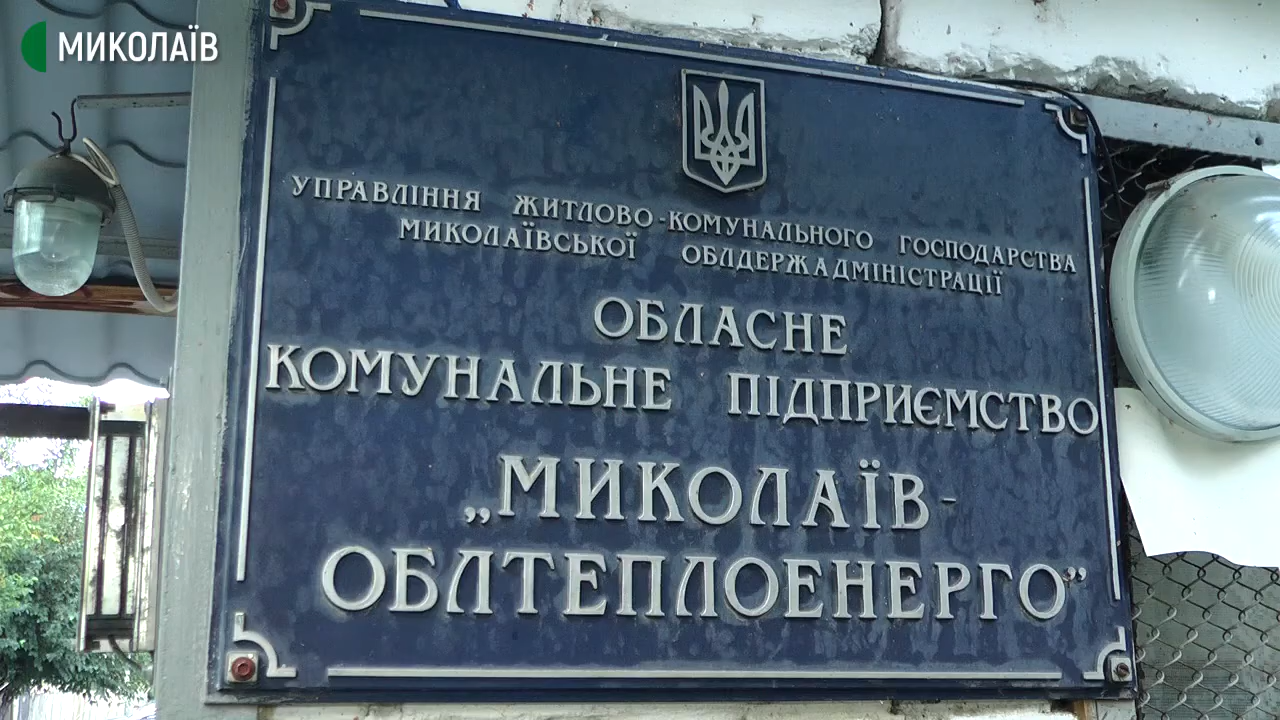 МИКОЛАЇВ
УПРАВЛІННЯ ЖИТЛОВО-КОМУНАЛЬНОГО ГОСПОДАРСТВА
МИКОЛАЇВСЬКОЇ ОБЛДЕРЖАДМІНІСТРАЦІЇ
ОБЛАСНЕ
КОМУНАЛЬНЕ ПІДПРИЄМСТВО
„МИКОЛАЇВ-
ОБЛТЕПЛОЕНЕРГО”